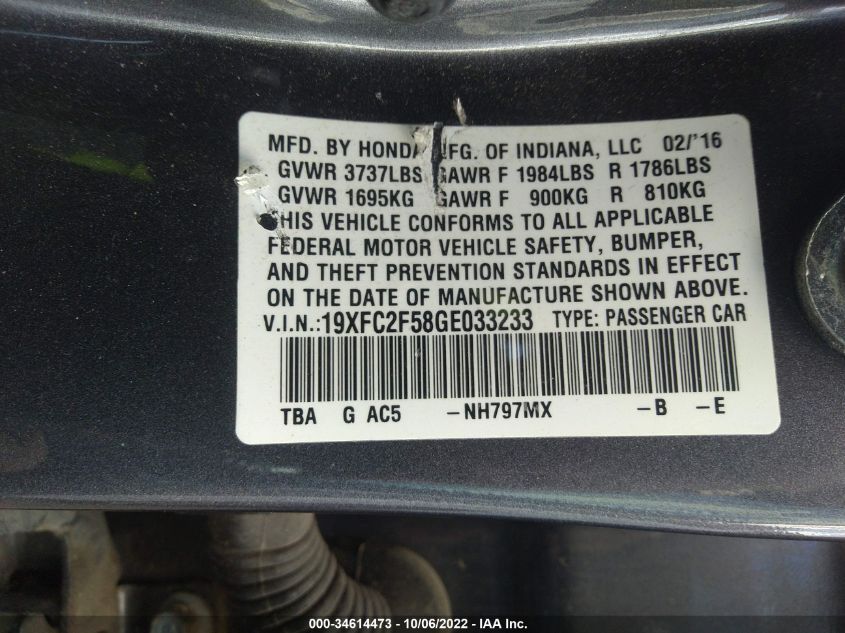 MFD. BY HONDA MFG. OF INDIANA, LLC 02/'16
GVWR 3737LBS GAWR F 1984LBS R 1786LBS
GVWR 1695KG GAWR F 900KG R 810KG
THIS VEHICLE CONFORMS TO ALL APPLICABLE
FEDERAL MOTOR VEHICLE SAFETY, BUMPER,
AND THEFT PREVENTION STANDARDS IN EFFECT
ON THE DATE OF MANUFACTURE SHOWN ABOVE.
V.I.N.:19XFC2F58GE033233 TYPE: PASSENGER CAR
TBA G AC5 -NH797MX -B -E
000-34614473 - 10/06/2022 - IAA Inc.